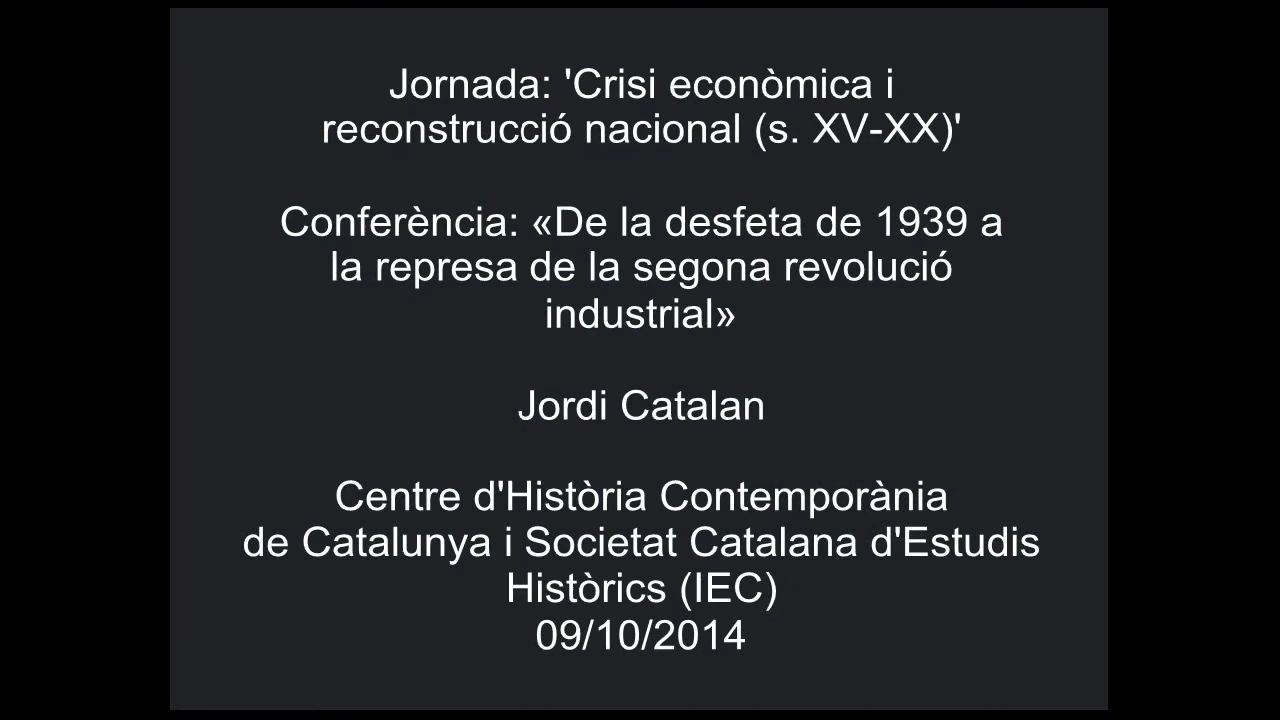 Jornada: 'Crisi econòmica i
reconstrucció nacional (s. XV-XX)'
Conferència: «De la desfeta de 1939 a
la represa de la segona revolució
industrial»
Jordi Catalan
Centre d'Història Contemporània
de Catalunya i Societat Catalana d'Estudis
Històrics (IEC)
09/10/2014